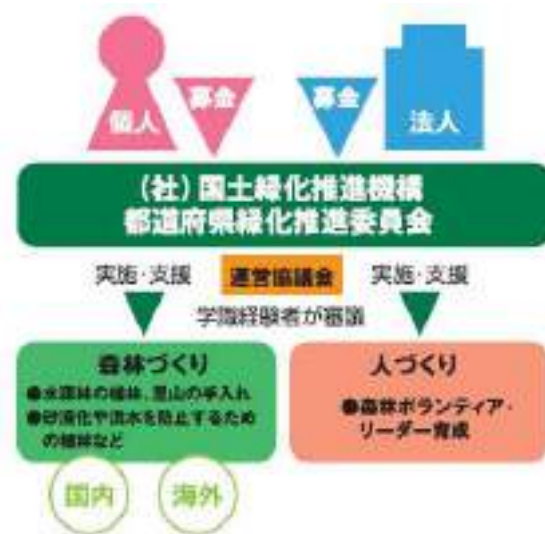 個人
募金
募金
法人
(社)国土緑化推進機構
都道府県緑化推進委員会
実施・支援
運営協議会
実施・支援
学識経験者が審議
森林づくり
●水源林の植林、里山の手入れ
●砂漠化や洪水を防止するため
の植林など
人づくり
●森林ボランティア・
リーダー育成
国内
海外